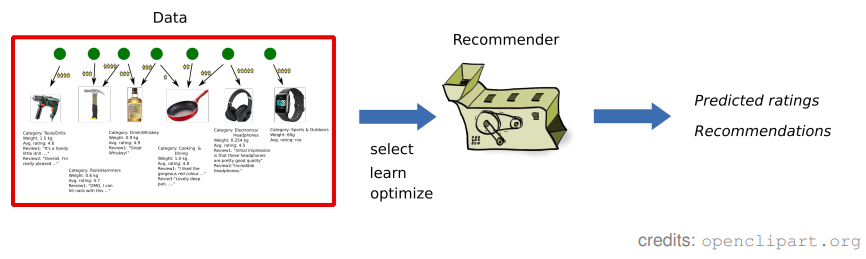 Data
Category: Tools/Drills
Weight: 1.5 kg
Avg. rating: 4.6
Review1: "It's a handy
little drill ..."
Review2: "Overall, I'm
really pleased ..."
Category: Tools/Hammers
Weight: 0.6 kg
Avg. rating: 4.7
Review1: "OMG, I can
hit nails with this ..."
Category: Drinks/Whiskey
Weight: 0.9 kg
Avg. rating: 4.9
Review1: "Great
Whiskey!"
Category: Cooking &
Dining
Weight: 1.0 kg
Avg. rating: 4.8
Review1: "I liked the
gorgeous red colour ..."
Review2:"Lovely steel
pan, ..."
Category: Electronics/
Headphones
Weight: 0.254 kg
Avg. rating: 4.5
Review1: "Initial impression
is that these headphones
are pretty good quality"
Review2:"Incredible
headphones."
Category: Sports & Outdoors
Weight: 60g
Avg. rating: n/a
select
learn
optimize
Recommender
Predicted ratings
Recommendations
credits: openclipart.org